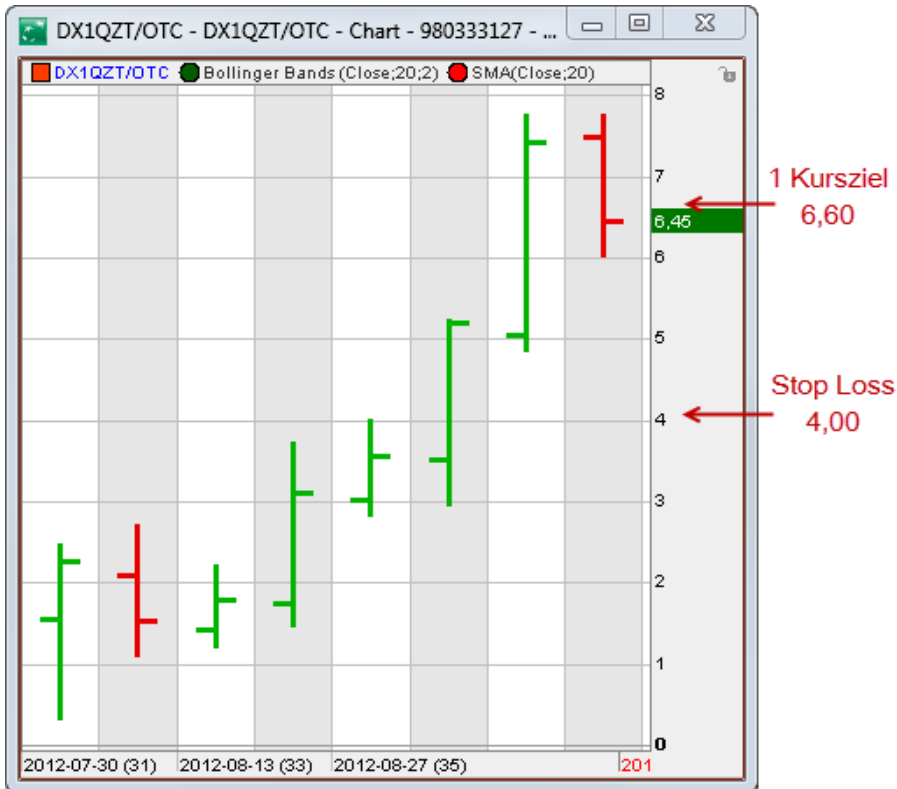 DX1QZT/OTC - DX1QZT/OTC - Chart - 980333127 - ...
DX1QZT/OTC Bollinger Bands (Close;20;2) SMA(Close;20)
8
7
1 Kursziel
6,60
6,45
6
5
Stop Loss
4,00
4
3
2
1
0
2012-07-30 (31) 2012-08-13 (33) 2012-08-27 (35) 201